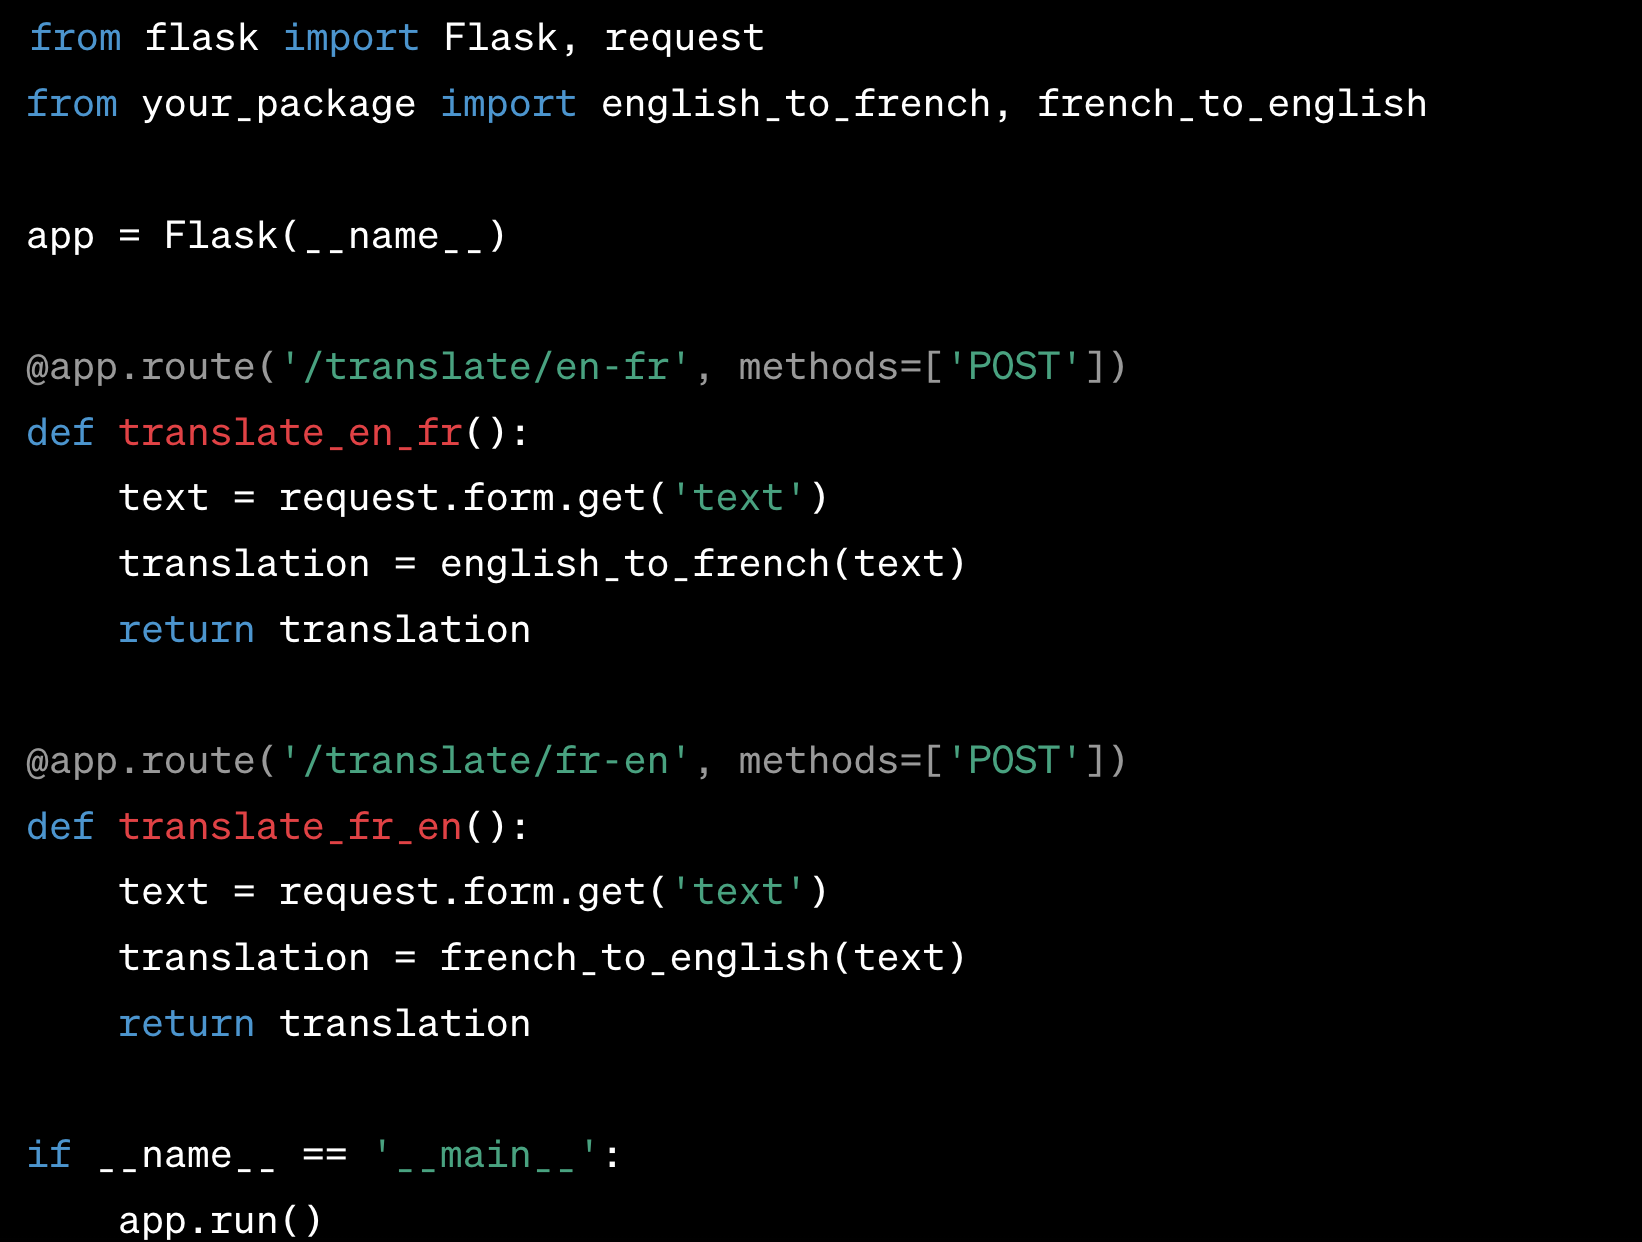 from flask import Flask, request
from your_package import english_to_french, french_to_english
app = Flask(__name__)
@app.route('/translate/en-fr', methods=['POST'])
def translate_en_fr():
    text = request.form.get('text')
    translation = english_to_french(text)
    return translation
@app.route('/translate/fr-en', methods=['POST'])
def translate_fr_en():
    text = request.form.get('text')
    translation = french_to_english(text)
    return translation
if __name__ == '__main__':
    app.run()